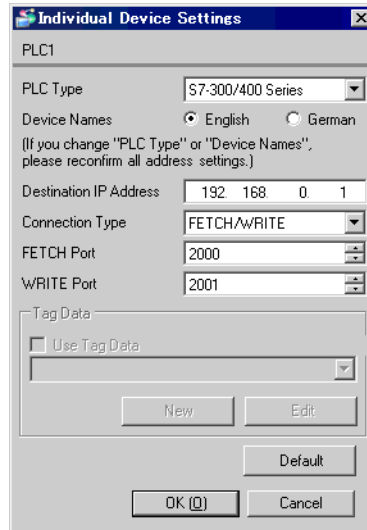 Individual Device Settings
PLC1
PLC Type S7-300/400 Series
Device Names English German
(If you change "PLC Type" or "Device Names",
please reconfirm all address settings.)
Destination IP Address 192. 168. 0. 1
Connection Type FETCH/WRITE
FETCH Port 2000
WRITE Port 2001
Tag Data
Use Tag Data
New Edit
Default
OK (O) Cancel